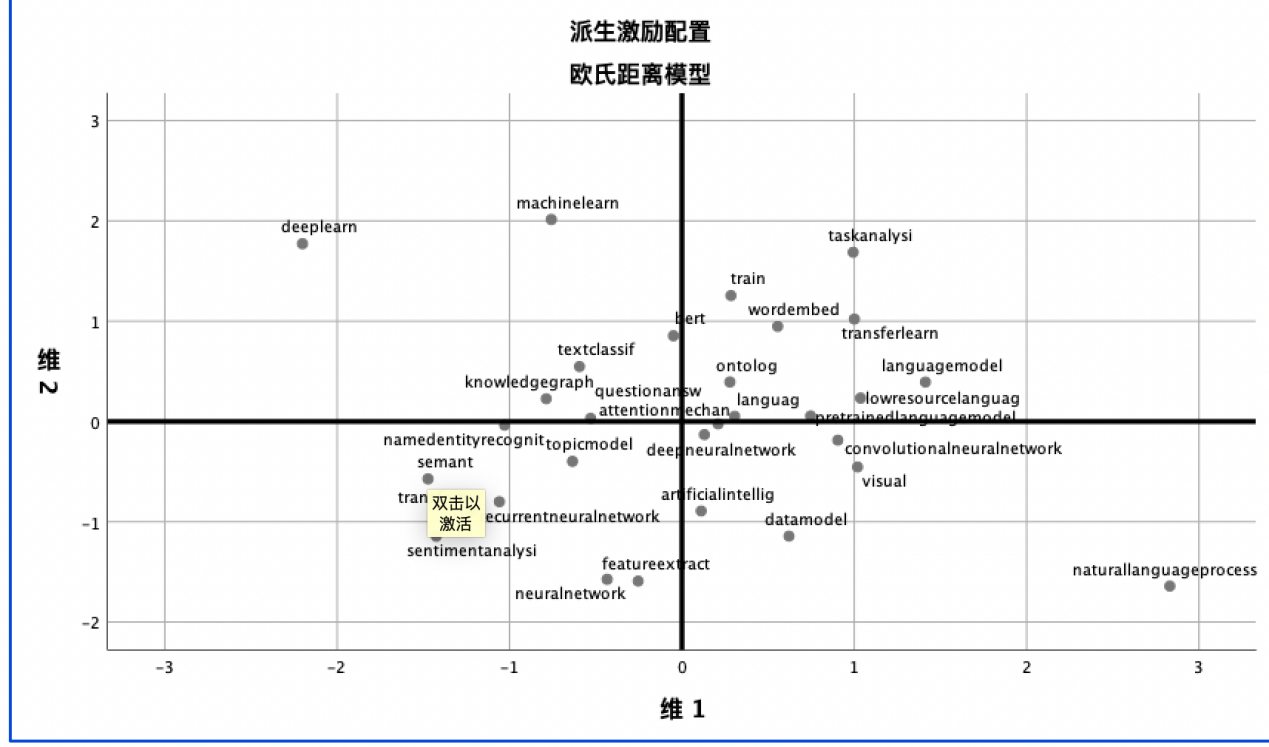 派生激励配置
欧氏距离模型
3
machinelearn
deeplearn
2
taskanalysi
train
wordembed
bert
1
transferlearn
textclassif
ontolog
languagemodel
knowledgegraph
questionansw
lowresourcelanguag
languag
attentionmechan
pretrainedlanguagemodel
0
namedentityrecognit
topicmodel
deepneuralnetwork
convolutionalneuralnetwork
semant
visual
artificialintellig
双击以
激活
ecurrentneuralnetwork
datamodel
-1
sentimentanalysi
featureextract
naturallanguageprocess
neuralnetwork
-2
维 2
-3
-2
-1
0
1
2
3
维 1